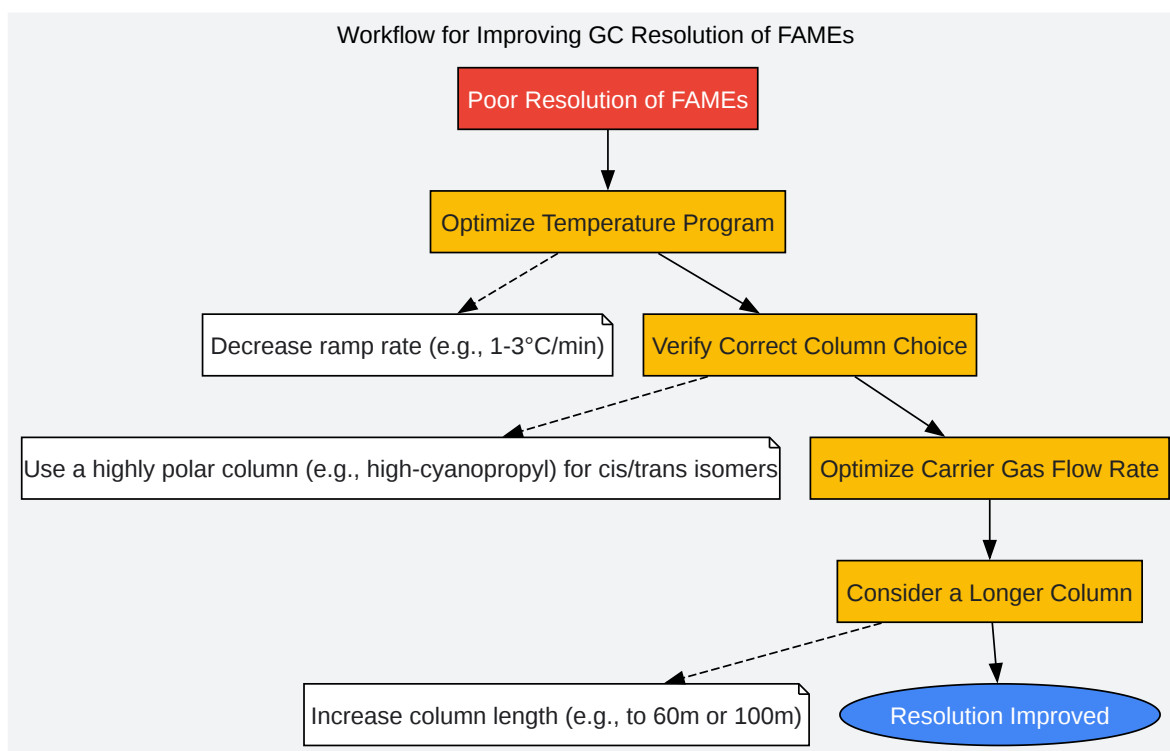 Workflow for Improving GC Resolution of FAMEs
Poor Resolution of FAMEs
Optimize Temperature Program
Decrease ramp rate (e.g., 1-3°C/min)
Verify Correct Column Choice
Use a highly polar column (e.g., high-cyanopropyl) for cis/trans isomers
Optimize Carrier Gas Flow Rate
Consider a Longer Column
Increase column length (e.g., to 60m or 100m)
Resolution Improved